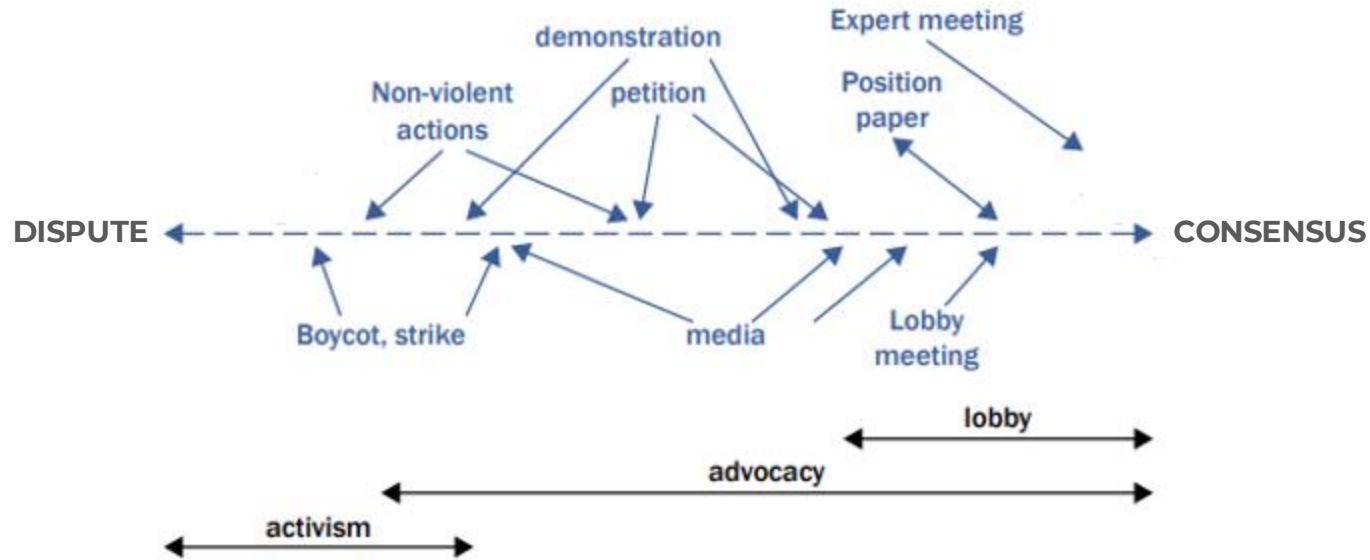 Expert meeting
demonstration
Non-violent
actions
petition
Position
paper
DISPUTE
CONSENSUS
Boycot, strike
media
Lobby
meeting
lobby
advocacy
activism